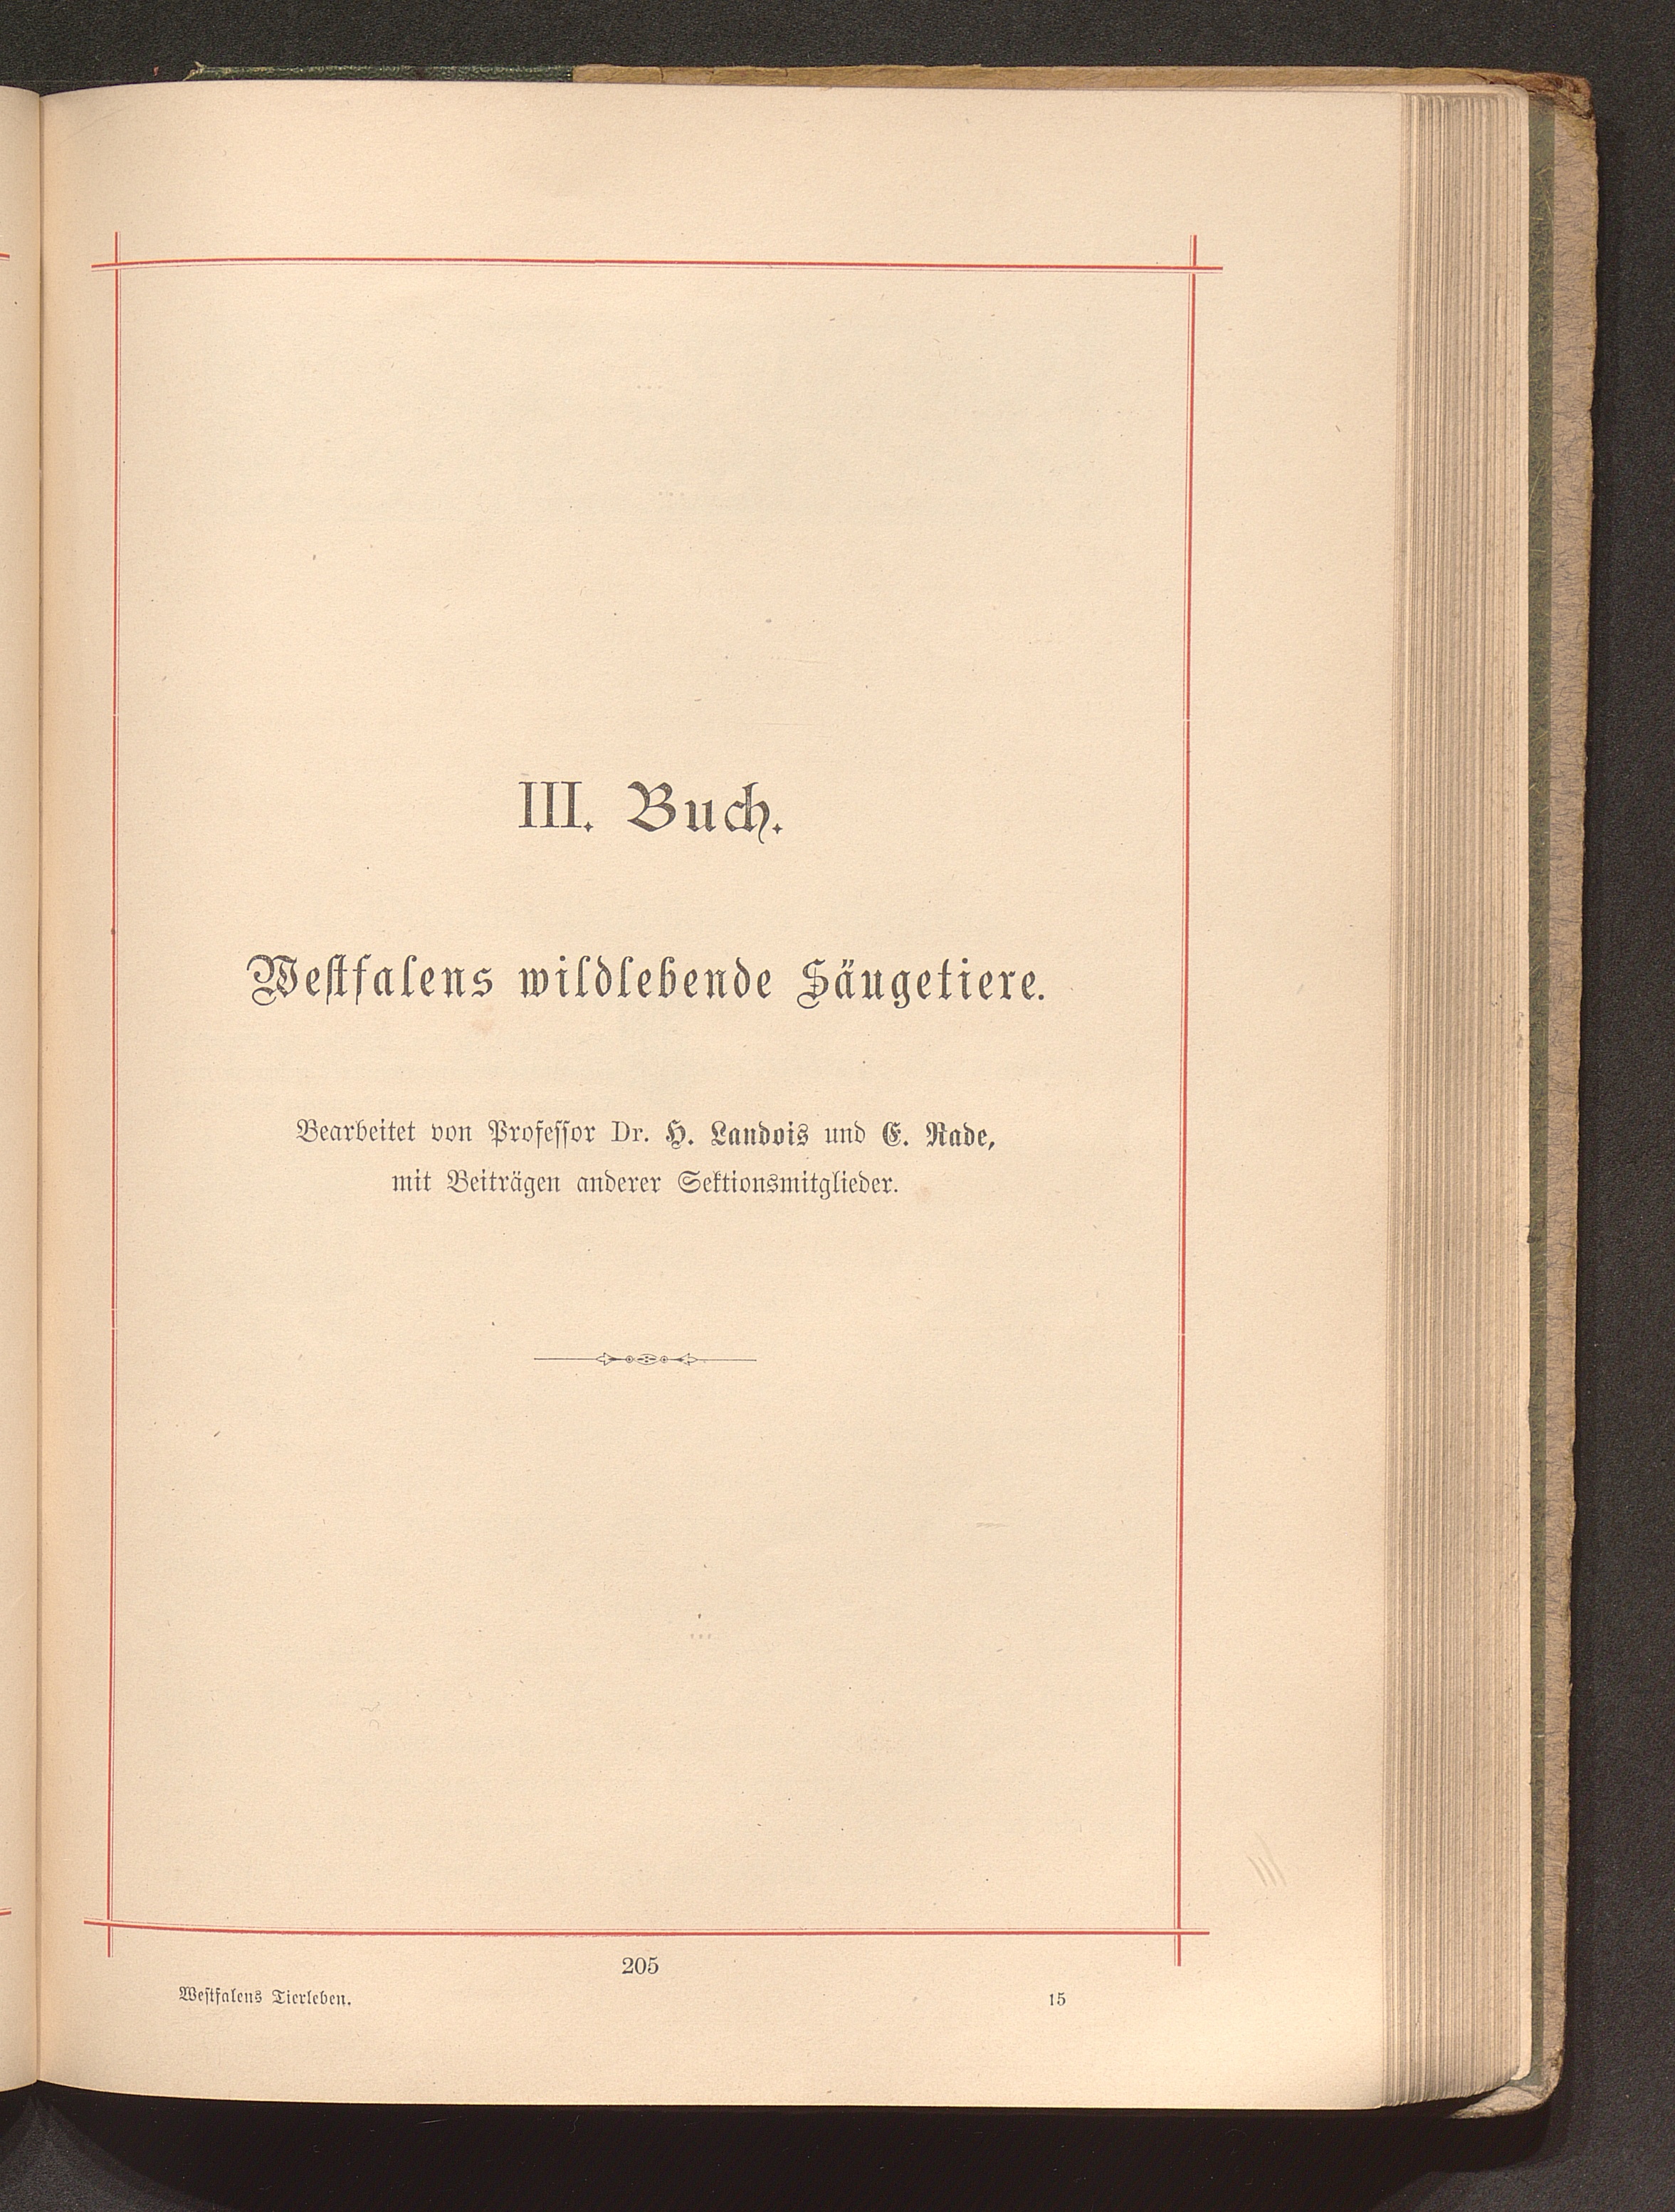 III. Buch.
Westfalens wildlebende Säugetiere.
Bearbeitet von Professor Dr. H. Landois und E. Rade,
mit Beiträgen anderer Sektionsmitglieder.
205
Westfalens Tierleben. 15